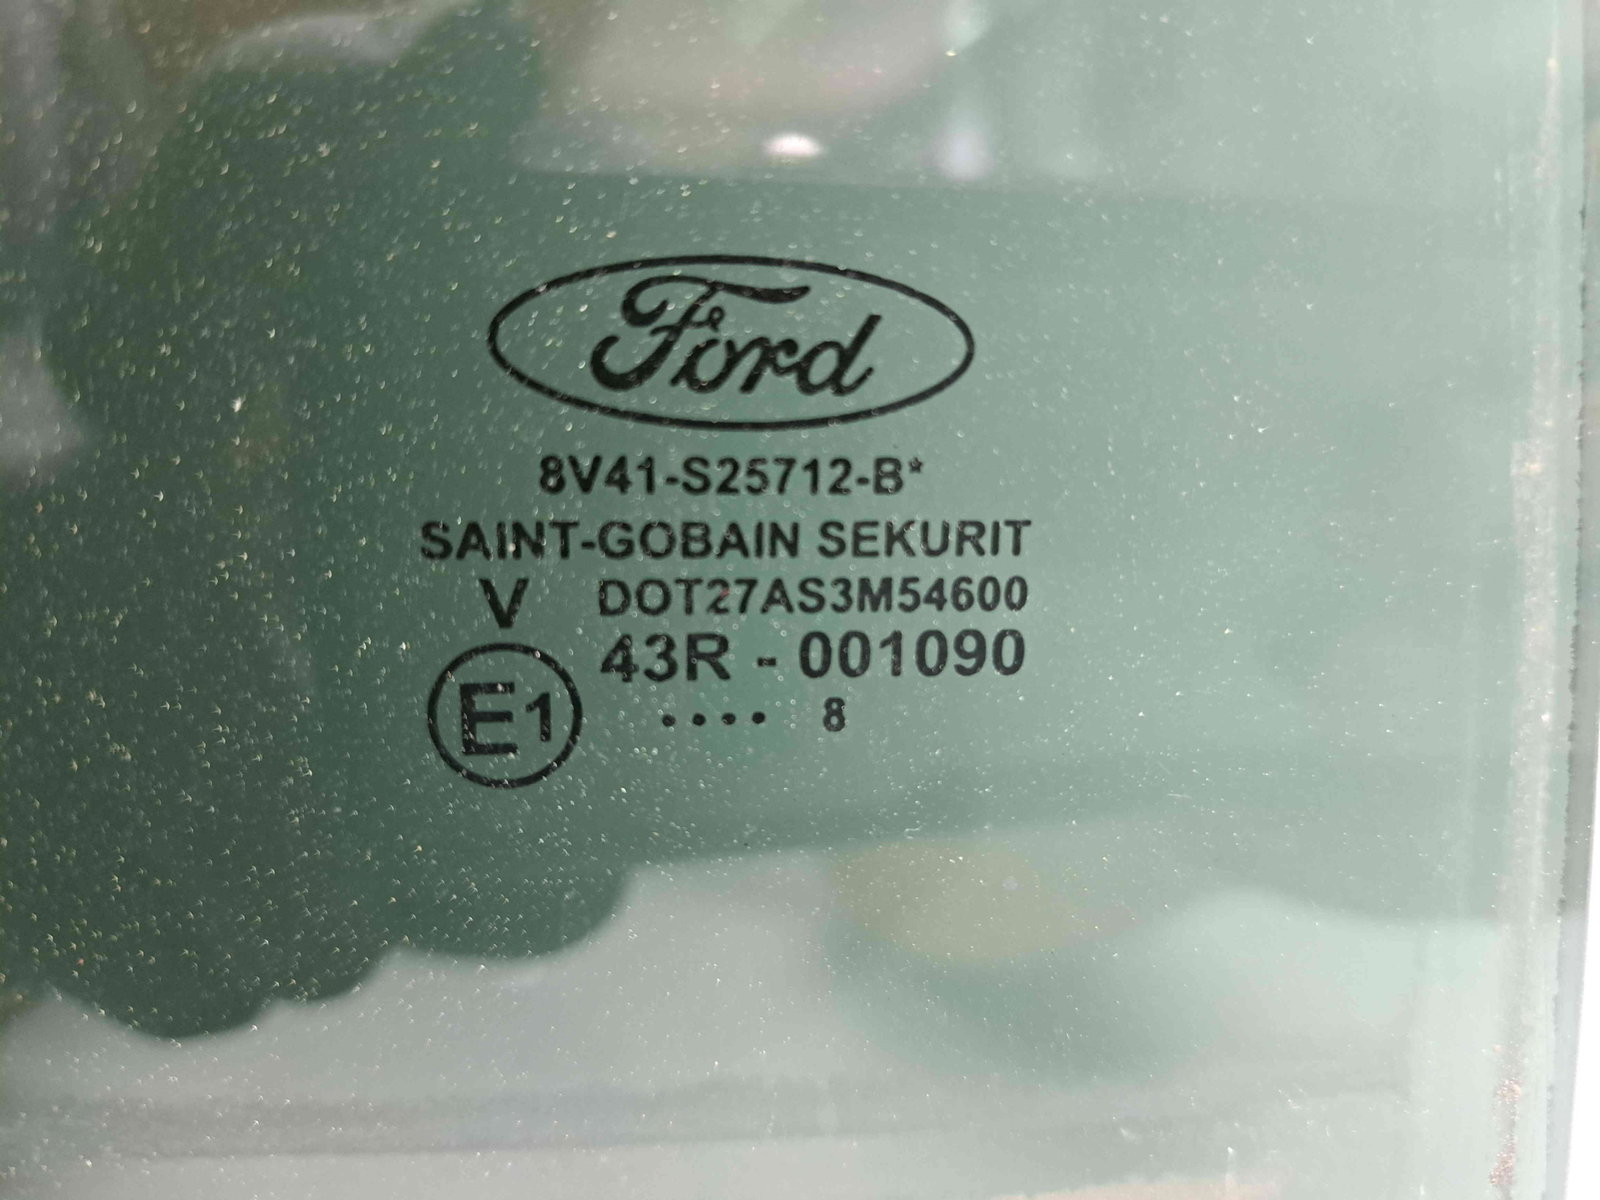 Ford
8V41-S25712-B*
SAINT-GOBAIN SEKURIT
V DOT27AS3M54600
43R - 001090
E1 .... 8